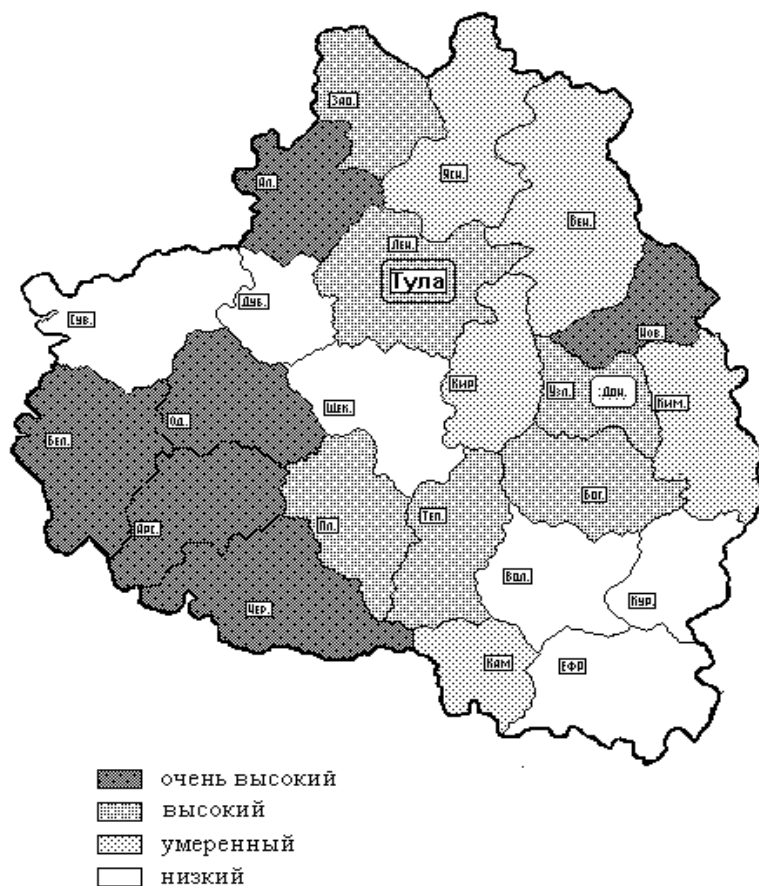 Зао.
Ал.
Ясн.
Вен.
Лен.
Тула
Сув.
Дуб.
Нов.
Кир
Узл.
Дон.
Ким.
Бел.
Од.
Щек.
Арс.
Пл.
Теп.
Бог.
Чер.
Вол.
Кур.
Кам
Ефр
очень высокий
высокий
умеренный
низкий